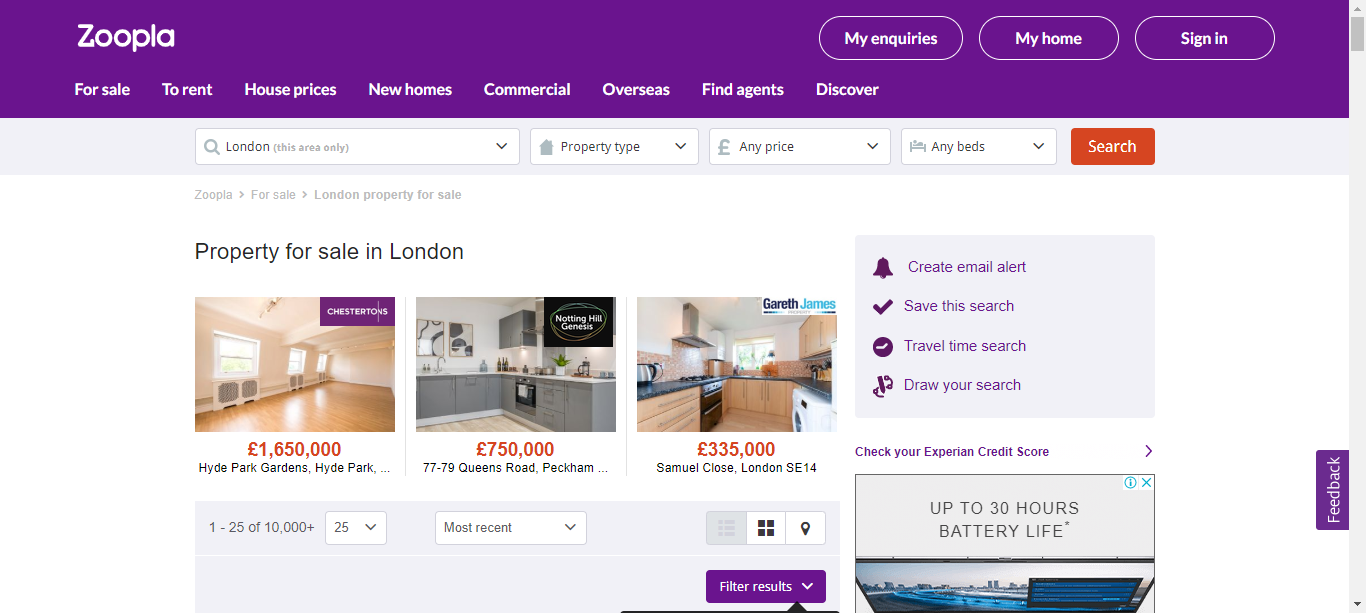 Zoopla
My enquiries
My home
Sign in
For sale
To rent
House prices
New homes
Commercial
Overseas
Find agents
Discover
London (this area only)
Property type
£ Any price
Any beds
Search
Zoopla > For sale > London property for sale
Property for sale in London
CHESTERTONS
£1,650,000
Hyde Park Gardens, Hyde Park, ...
Notting Hill
Genesis
£750,000
77-79 Queens Road, Peckham ...
Gareth James
PROPERTY
£335,000
Samuel Close, London SE14
1 - 25 of 10,000+
25
Most recent
Filter results
Create email alert
Save this search
Travel time search
Draw your search
Check your Experian Credit Score
UP TO 30 HOURS
BATTERY LIFE*
Feedback